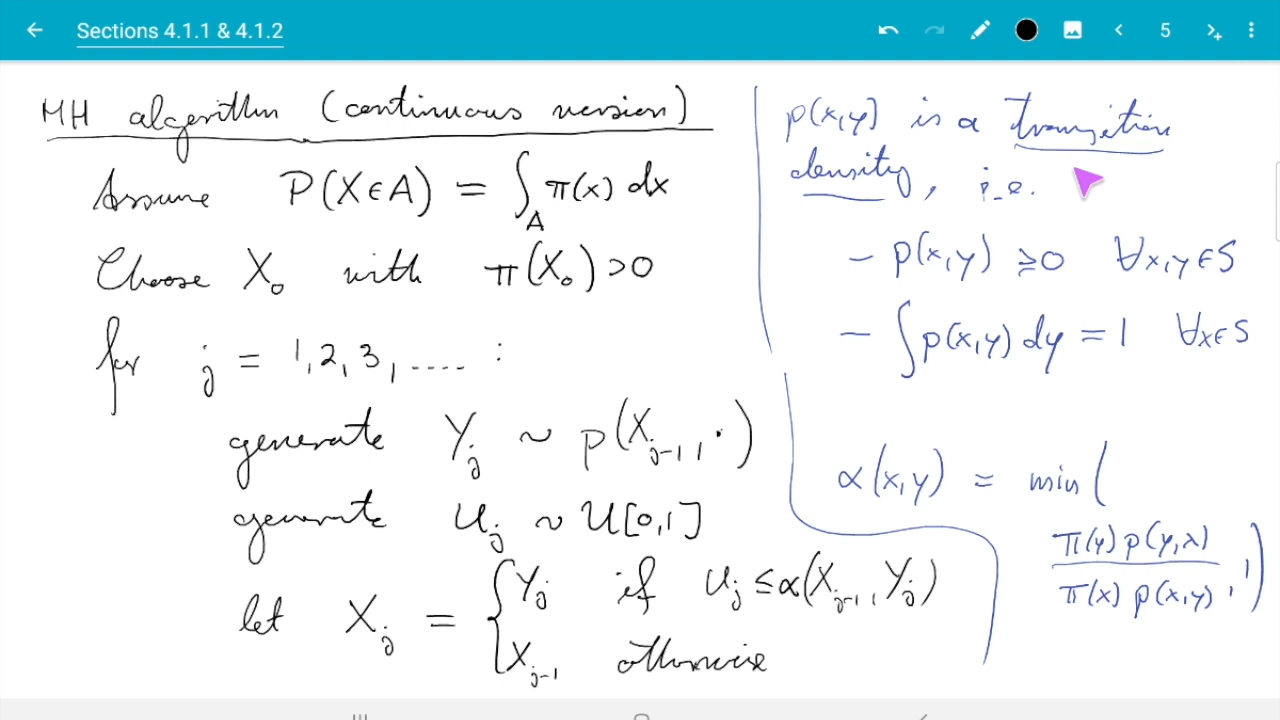 Sections 4.1.1 & 4.1.2
5
MH algorithm (continuous version)
Assume P(X∈A) = ∫_A π(x) dx
Choose X_0 with π(X_0) > 0
for j = 1, 2, 3, .... :
generate Y_j ~ p(X_{j-1}, ·)
generate U_j ~ U[0,1]
let X_j = { Y_j if U_j ≤ α(X_{j-1}, Y_j)
X_{j-1} otherwise
p(x,y) is a transition
density, i.e.
- p(x,y) ≥ 0 ∀x,y∈S
- ∫ p(x,y) dy = 1 ∀x∈S
α(x,y) = min(
π(y) p(y,x)
π(x) p(x,y) , 1)